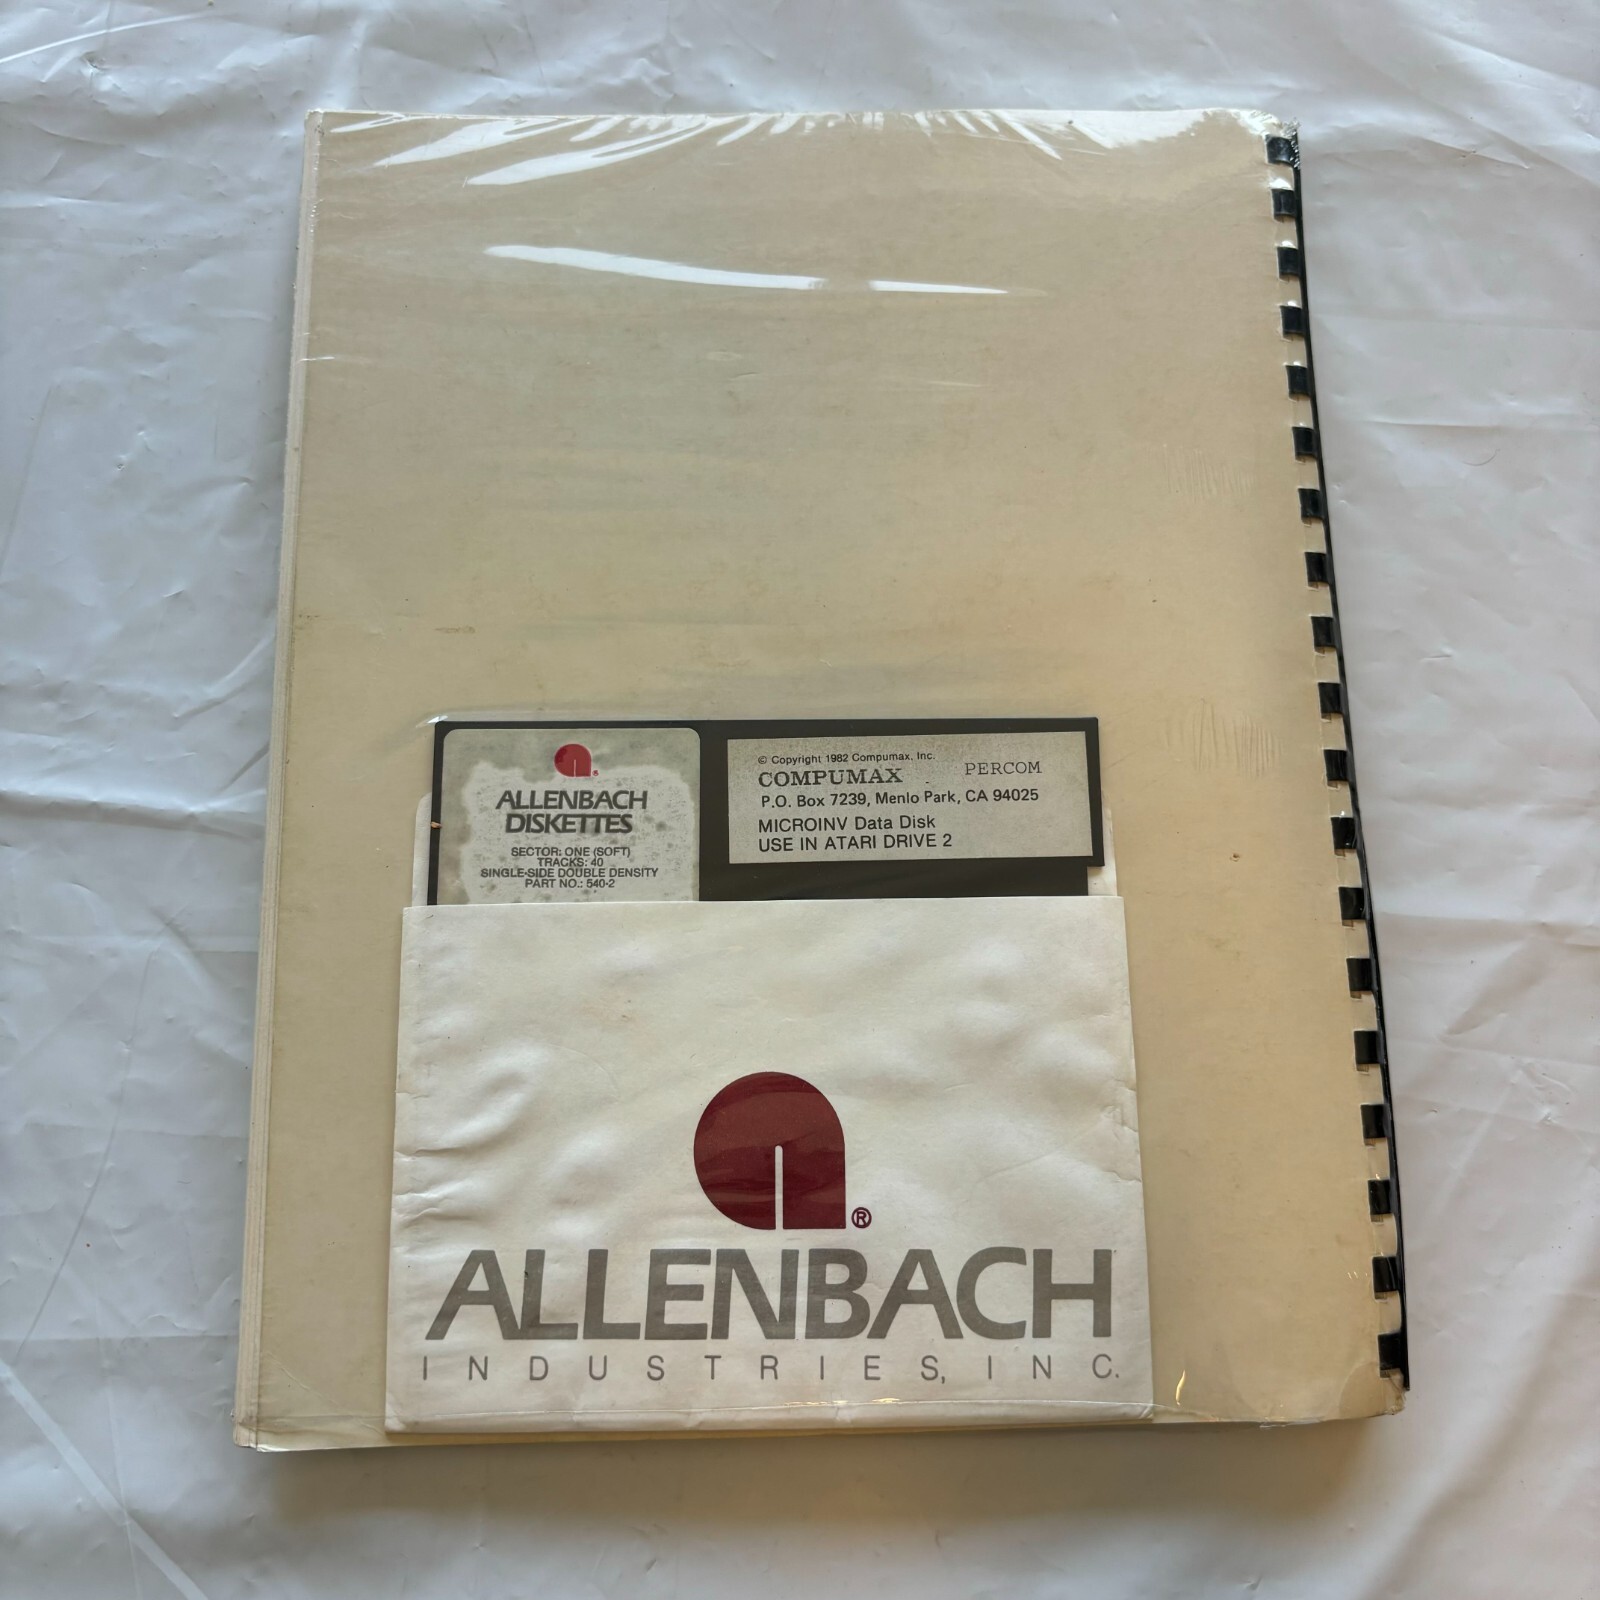 ALLENBACH
DISKETTES
SECTOR: ONE (SOFT)
TRACKS: 40
SINGLE-SIDE DOUBLE DENSITY
PART NO.: 540-2
© Copyright 1982 Compumax, Inc.
COMPUMAX PERCOM
P.O. Box 7239, Menlo Park, CA 94025
MICROINV Data Disk
USE IN ATARI DRIVE 2
®
ALLENBACH
INDUSTRIES, INC.